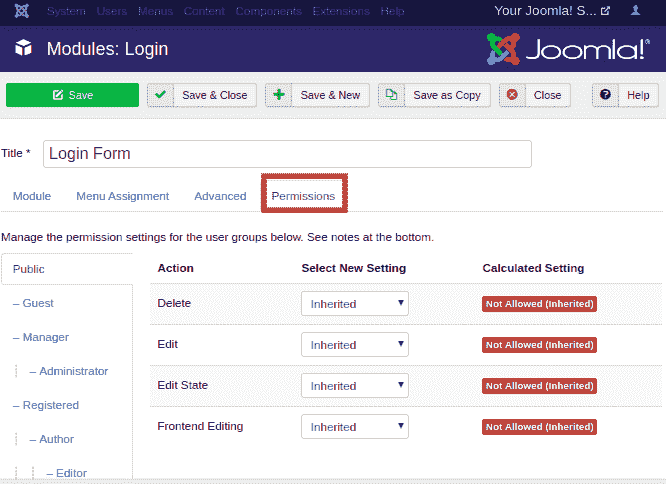 System Users Menus Content Components Extensions Help Your Joomla! S...
Modules: Login Joomla!®
Save Save & Close Save & New Save as Copy Close Help
Title * Login Form
Module Menu Assignment Advanced Permissions
Manage the permission settings for the user groups below. See notes at the bottom.
Public Action Select New Setting Calculated Setting
– Guest Delete Inherited Not Allowed (Inherited)
– Manager Edit Inherited Not Allowed (Inherited)
– Administrator Edit State Inherited Not Allowed (Inherited)
– Registered Frontend Editing Inherited Not Allowed (Inherited)
– Author
– Editor